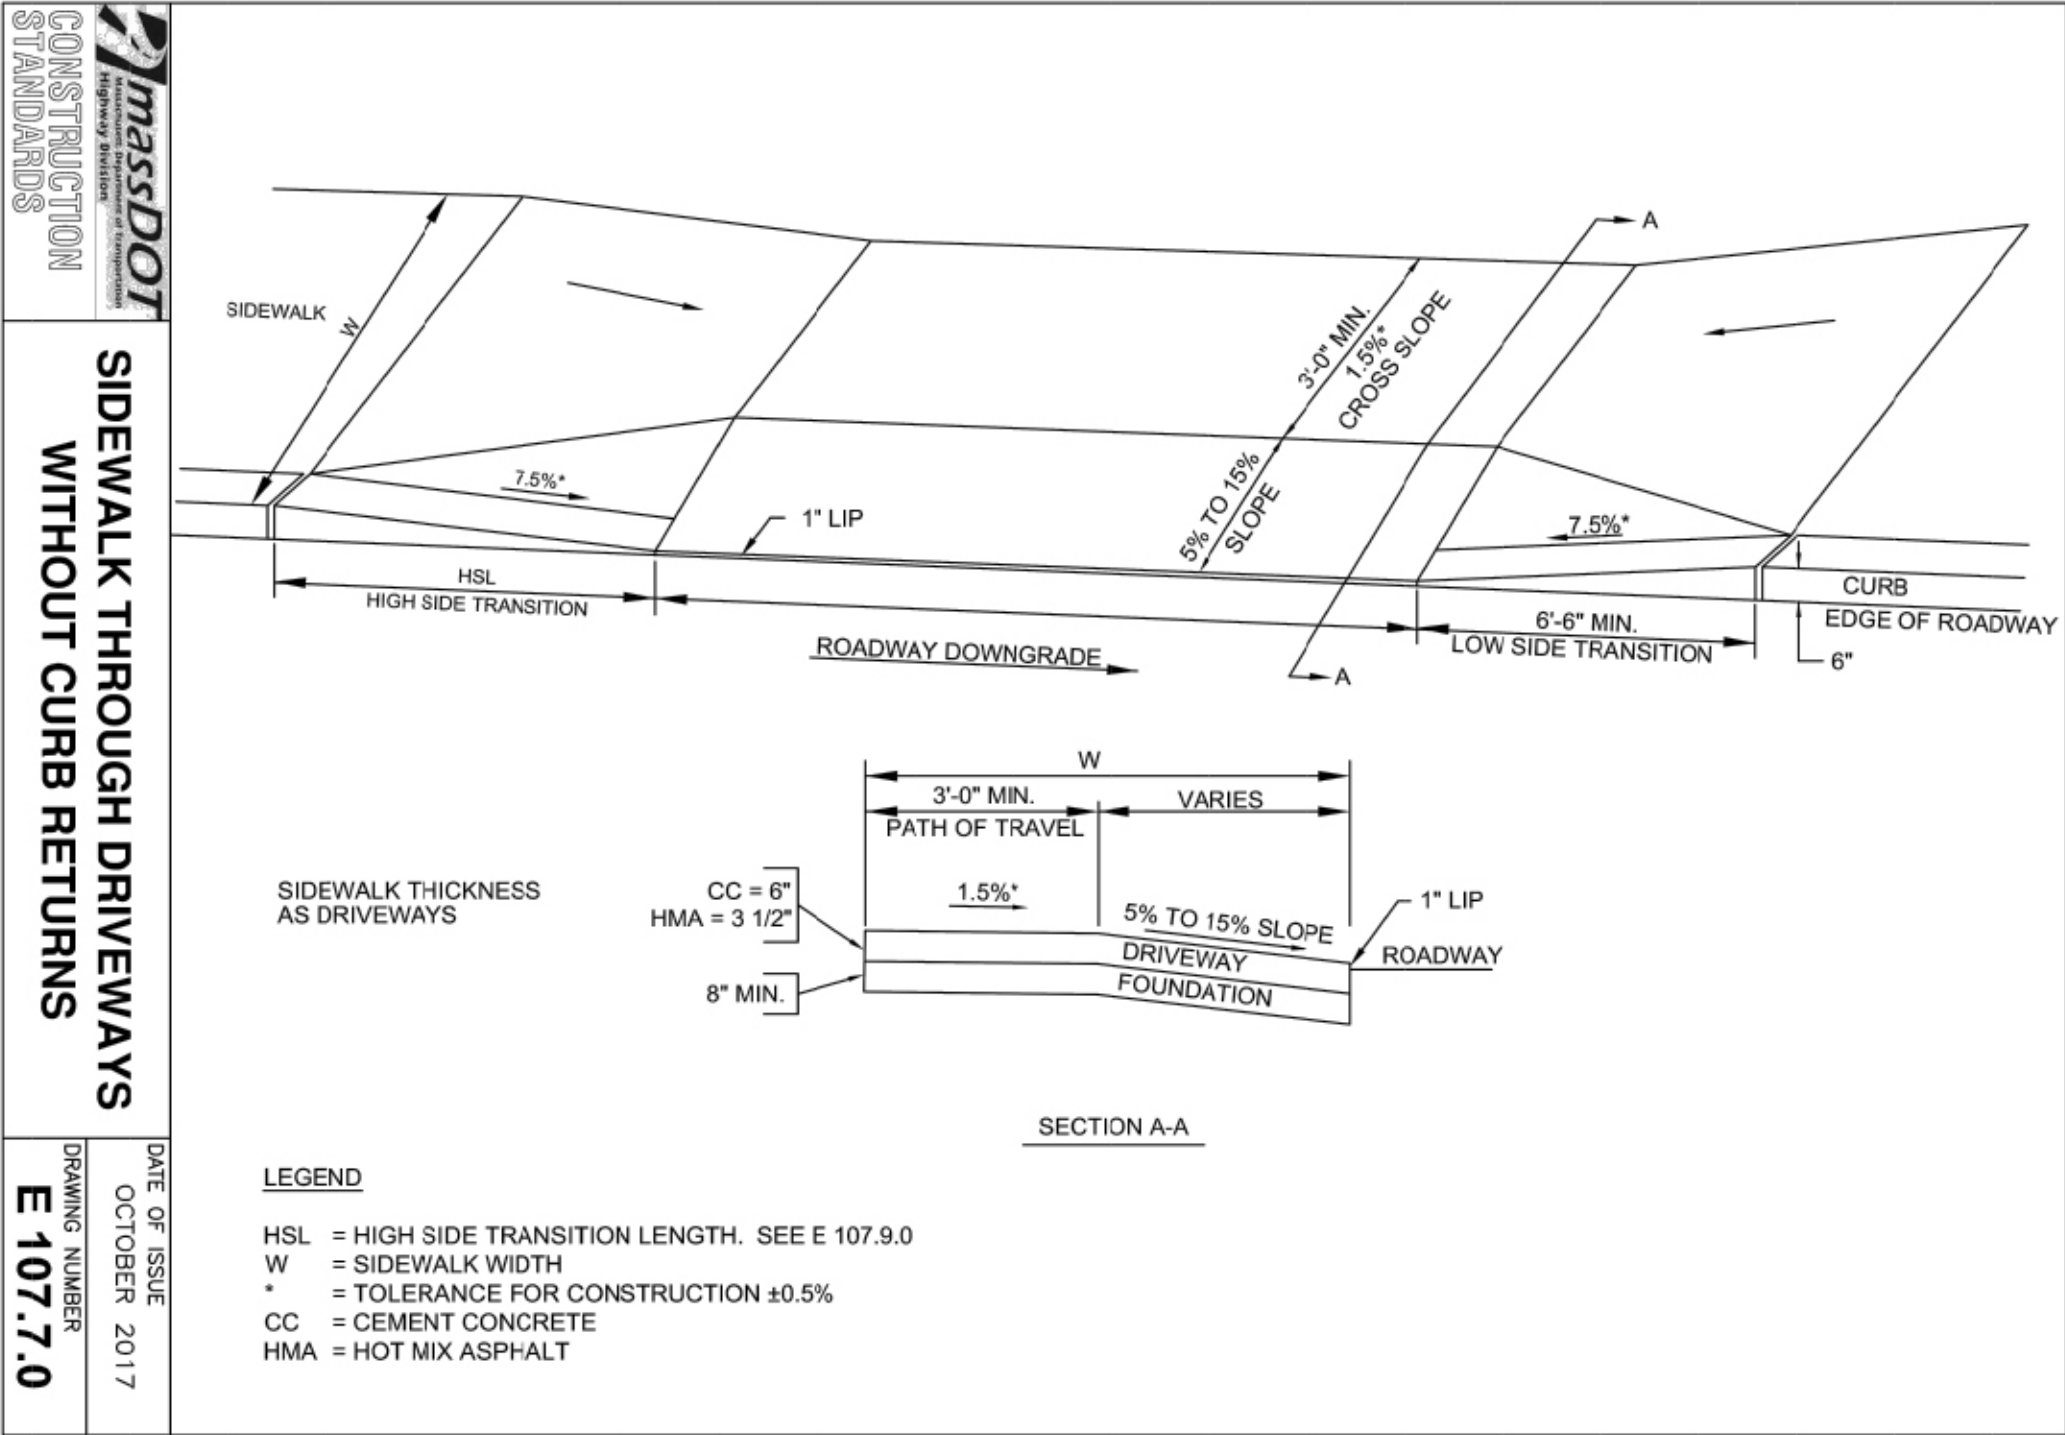 massDOT
Massachusetts Department of Transportation
Highway Division
CONSTRUCTION
STANDARDS
SIDEWALK THROUGH DRIVEWAYS
WITHOUT CURB RETURNS
DATE OF ISSUE
OCTOBER 2017
DRAWING NUMBER
E 107.7.0
A
SIDEWALK
W
3'-0" MIN.
1.5%*
CROSS SLOPE
5% TO 15%
SLOPE
7.5%*
1" LIP
7.5%*
HSL
HIGH SIDE TRANSITION
CURB
EDGE OF ROADWAY
6'-6" MIN.
LOW SIDE TRANSITION
6"
ROADWAY DOWNGRADE
A
W
3'-0" MIN.
VARIES
PATH OF TRAVEL
SIDEWALK THICKNESS
AS DRIVEWAYS
CC = 6"
HMA = 3 1/2"
1.5%*
5% TO 15% SLOPE
1" LIP
DRIVEWAY
ROADWAY
8" MIN.
FOUNDATION
SECTION A-A
LEGEND
HSL = HIGH SIDE TRANSITION LENGTH. SEE E 107.9.0
W = SIDEWALK WIDTH
* = TOLERANCE FOR CONSTRUCTION ±0.5%
CC = CEMENT CONCRETE
HMA = HOT MIX ASPHALT